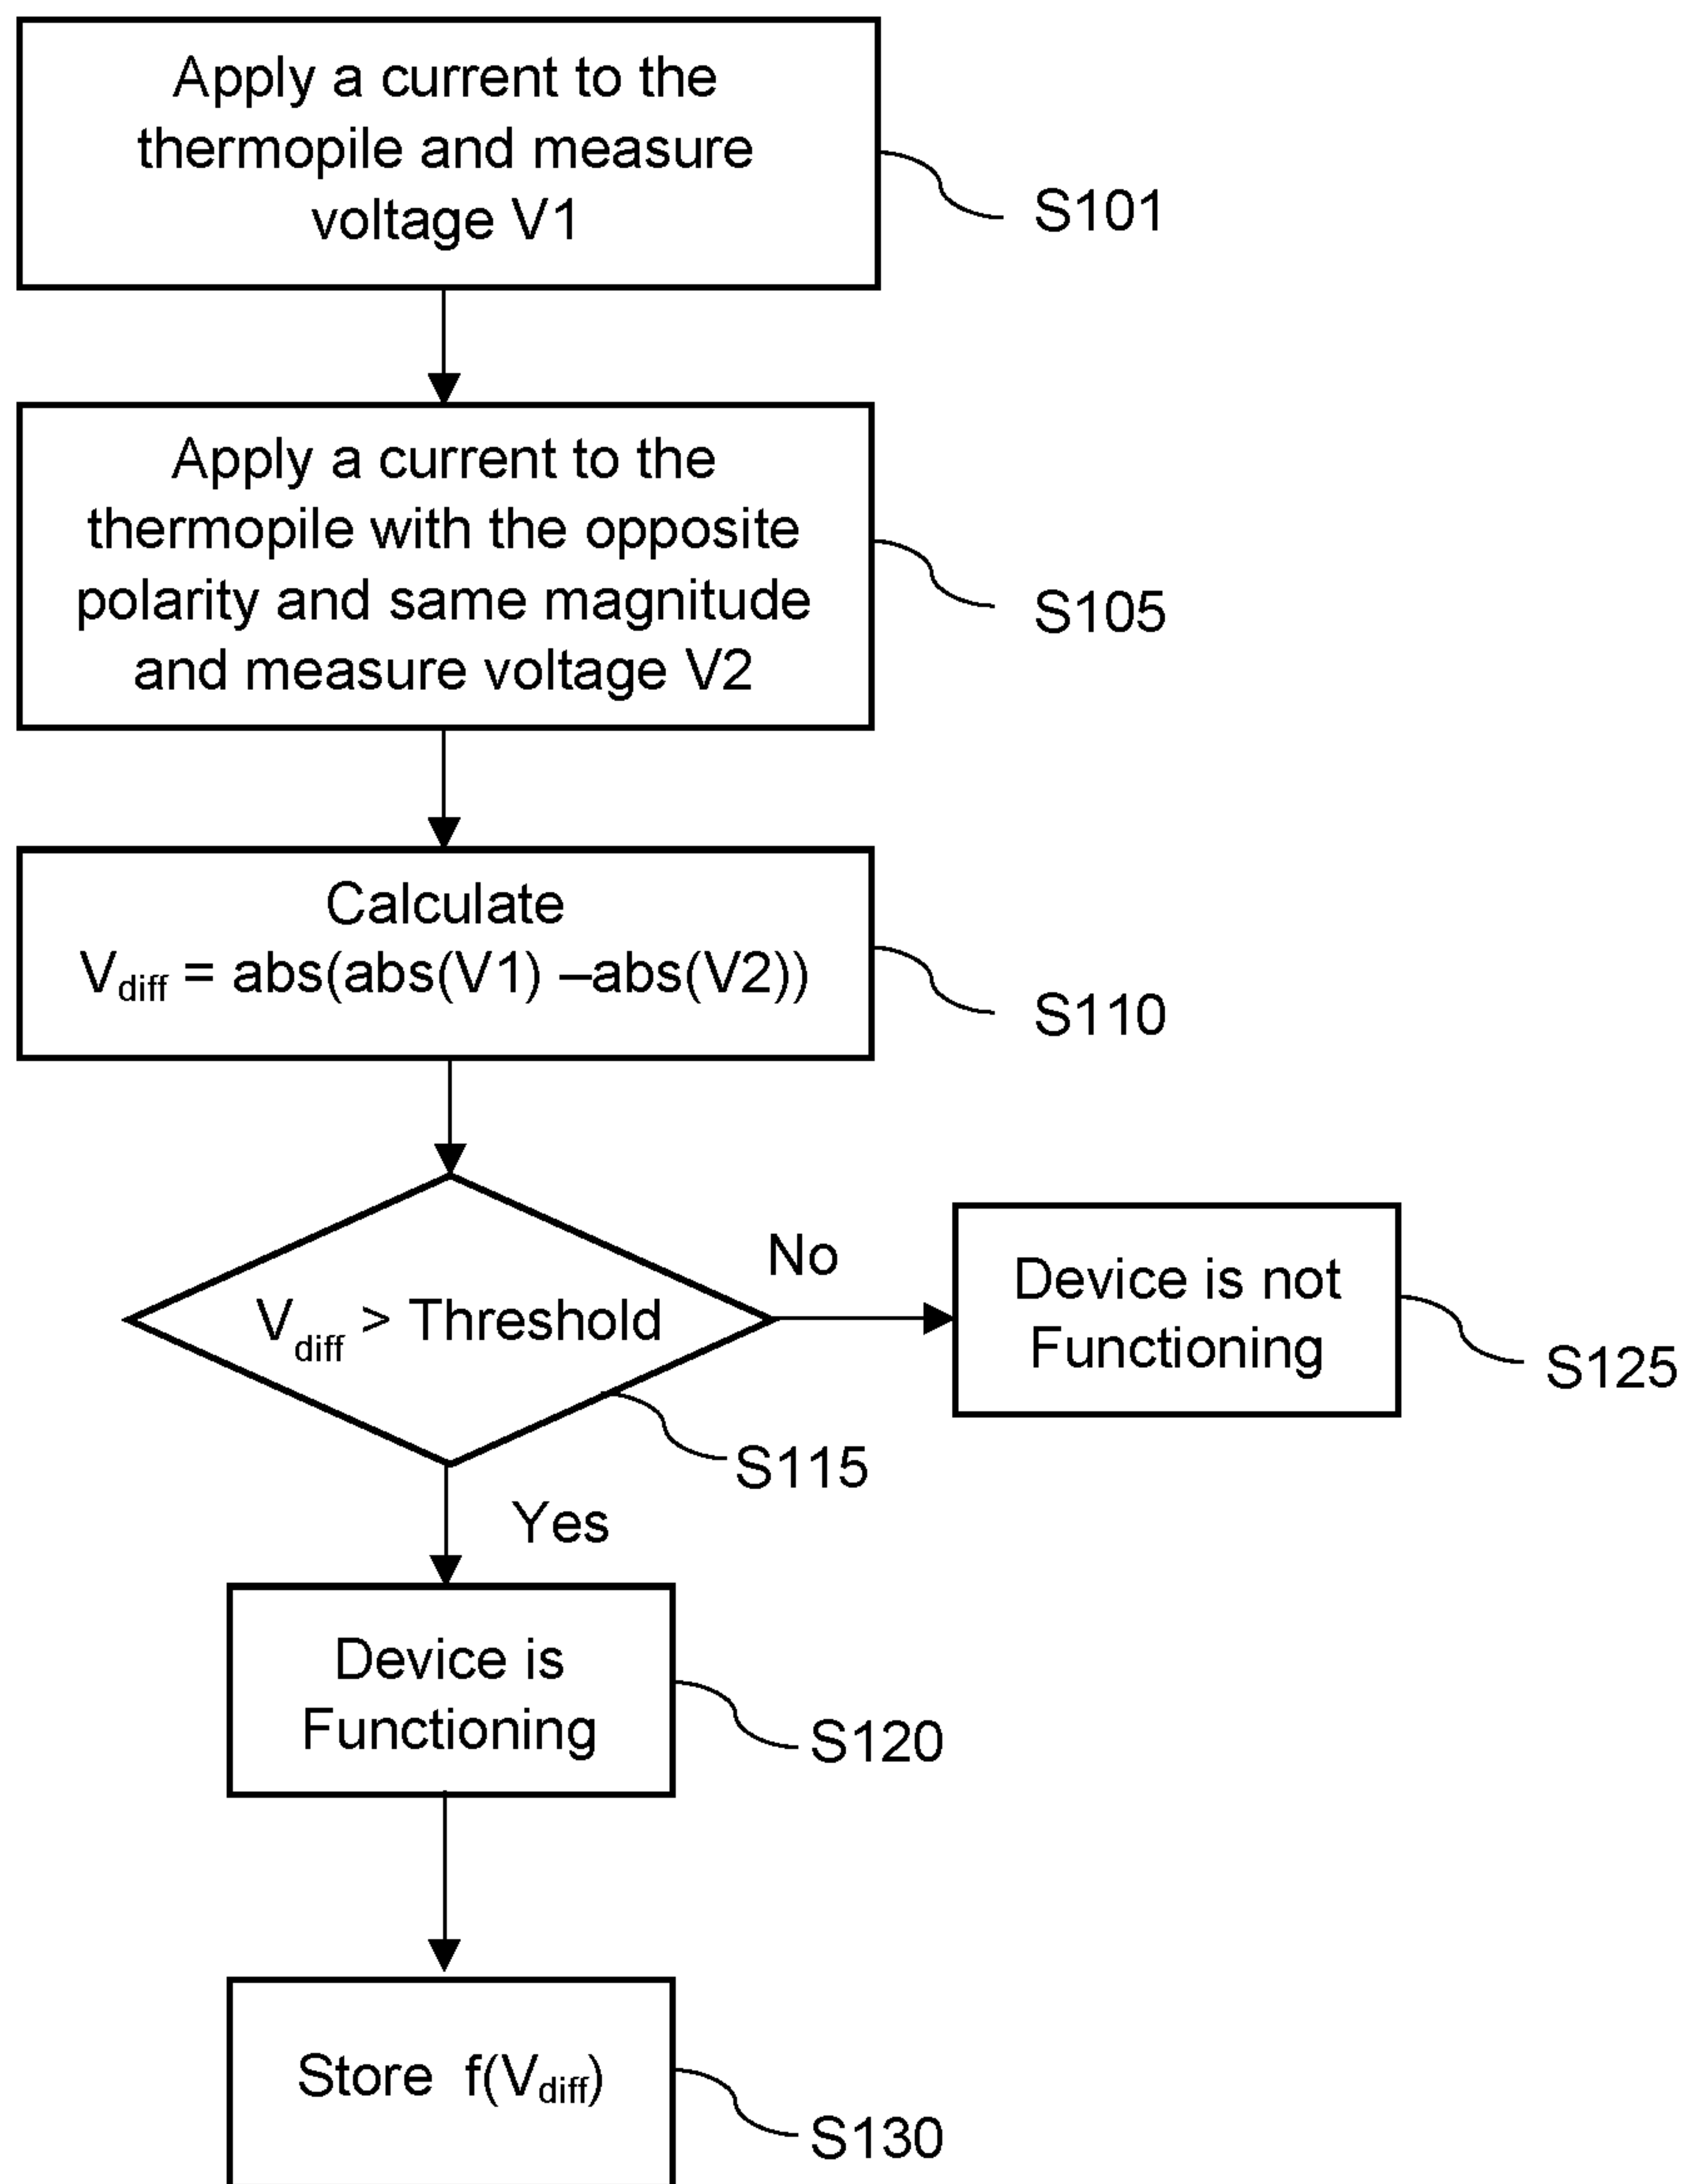 Apply a current to the
thermopile and measure
voltage V1
S101
Apply a current to the
thermopile with the opposite
polarity and same magnitude
and measure voltage V2
S105
Calculate
Vdiff = abs(abs(V1) –abs(V2))
S110
Vdiff > Threshold
No
Device is not
Functioning
S125
S115
Yes
Device is
Functioning
S120
Store f(Vdiff)
S130